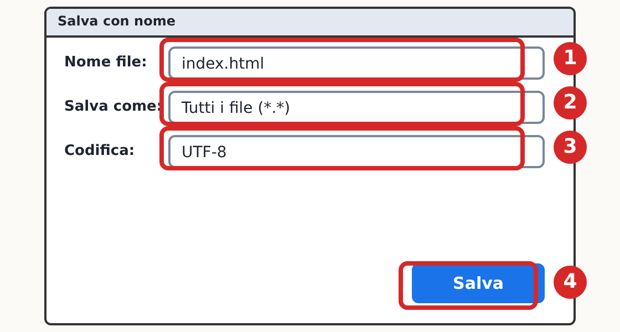 Salva con nome
Nome file: index.html 1
Salva come: Tutti i file (*.*) 2
Codifica: UTF-8 3
Salva 4